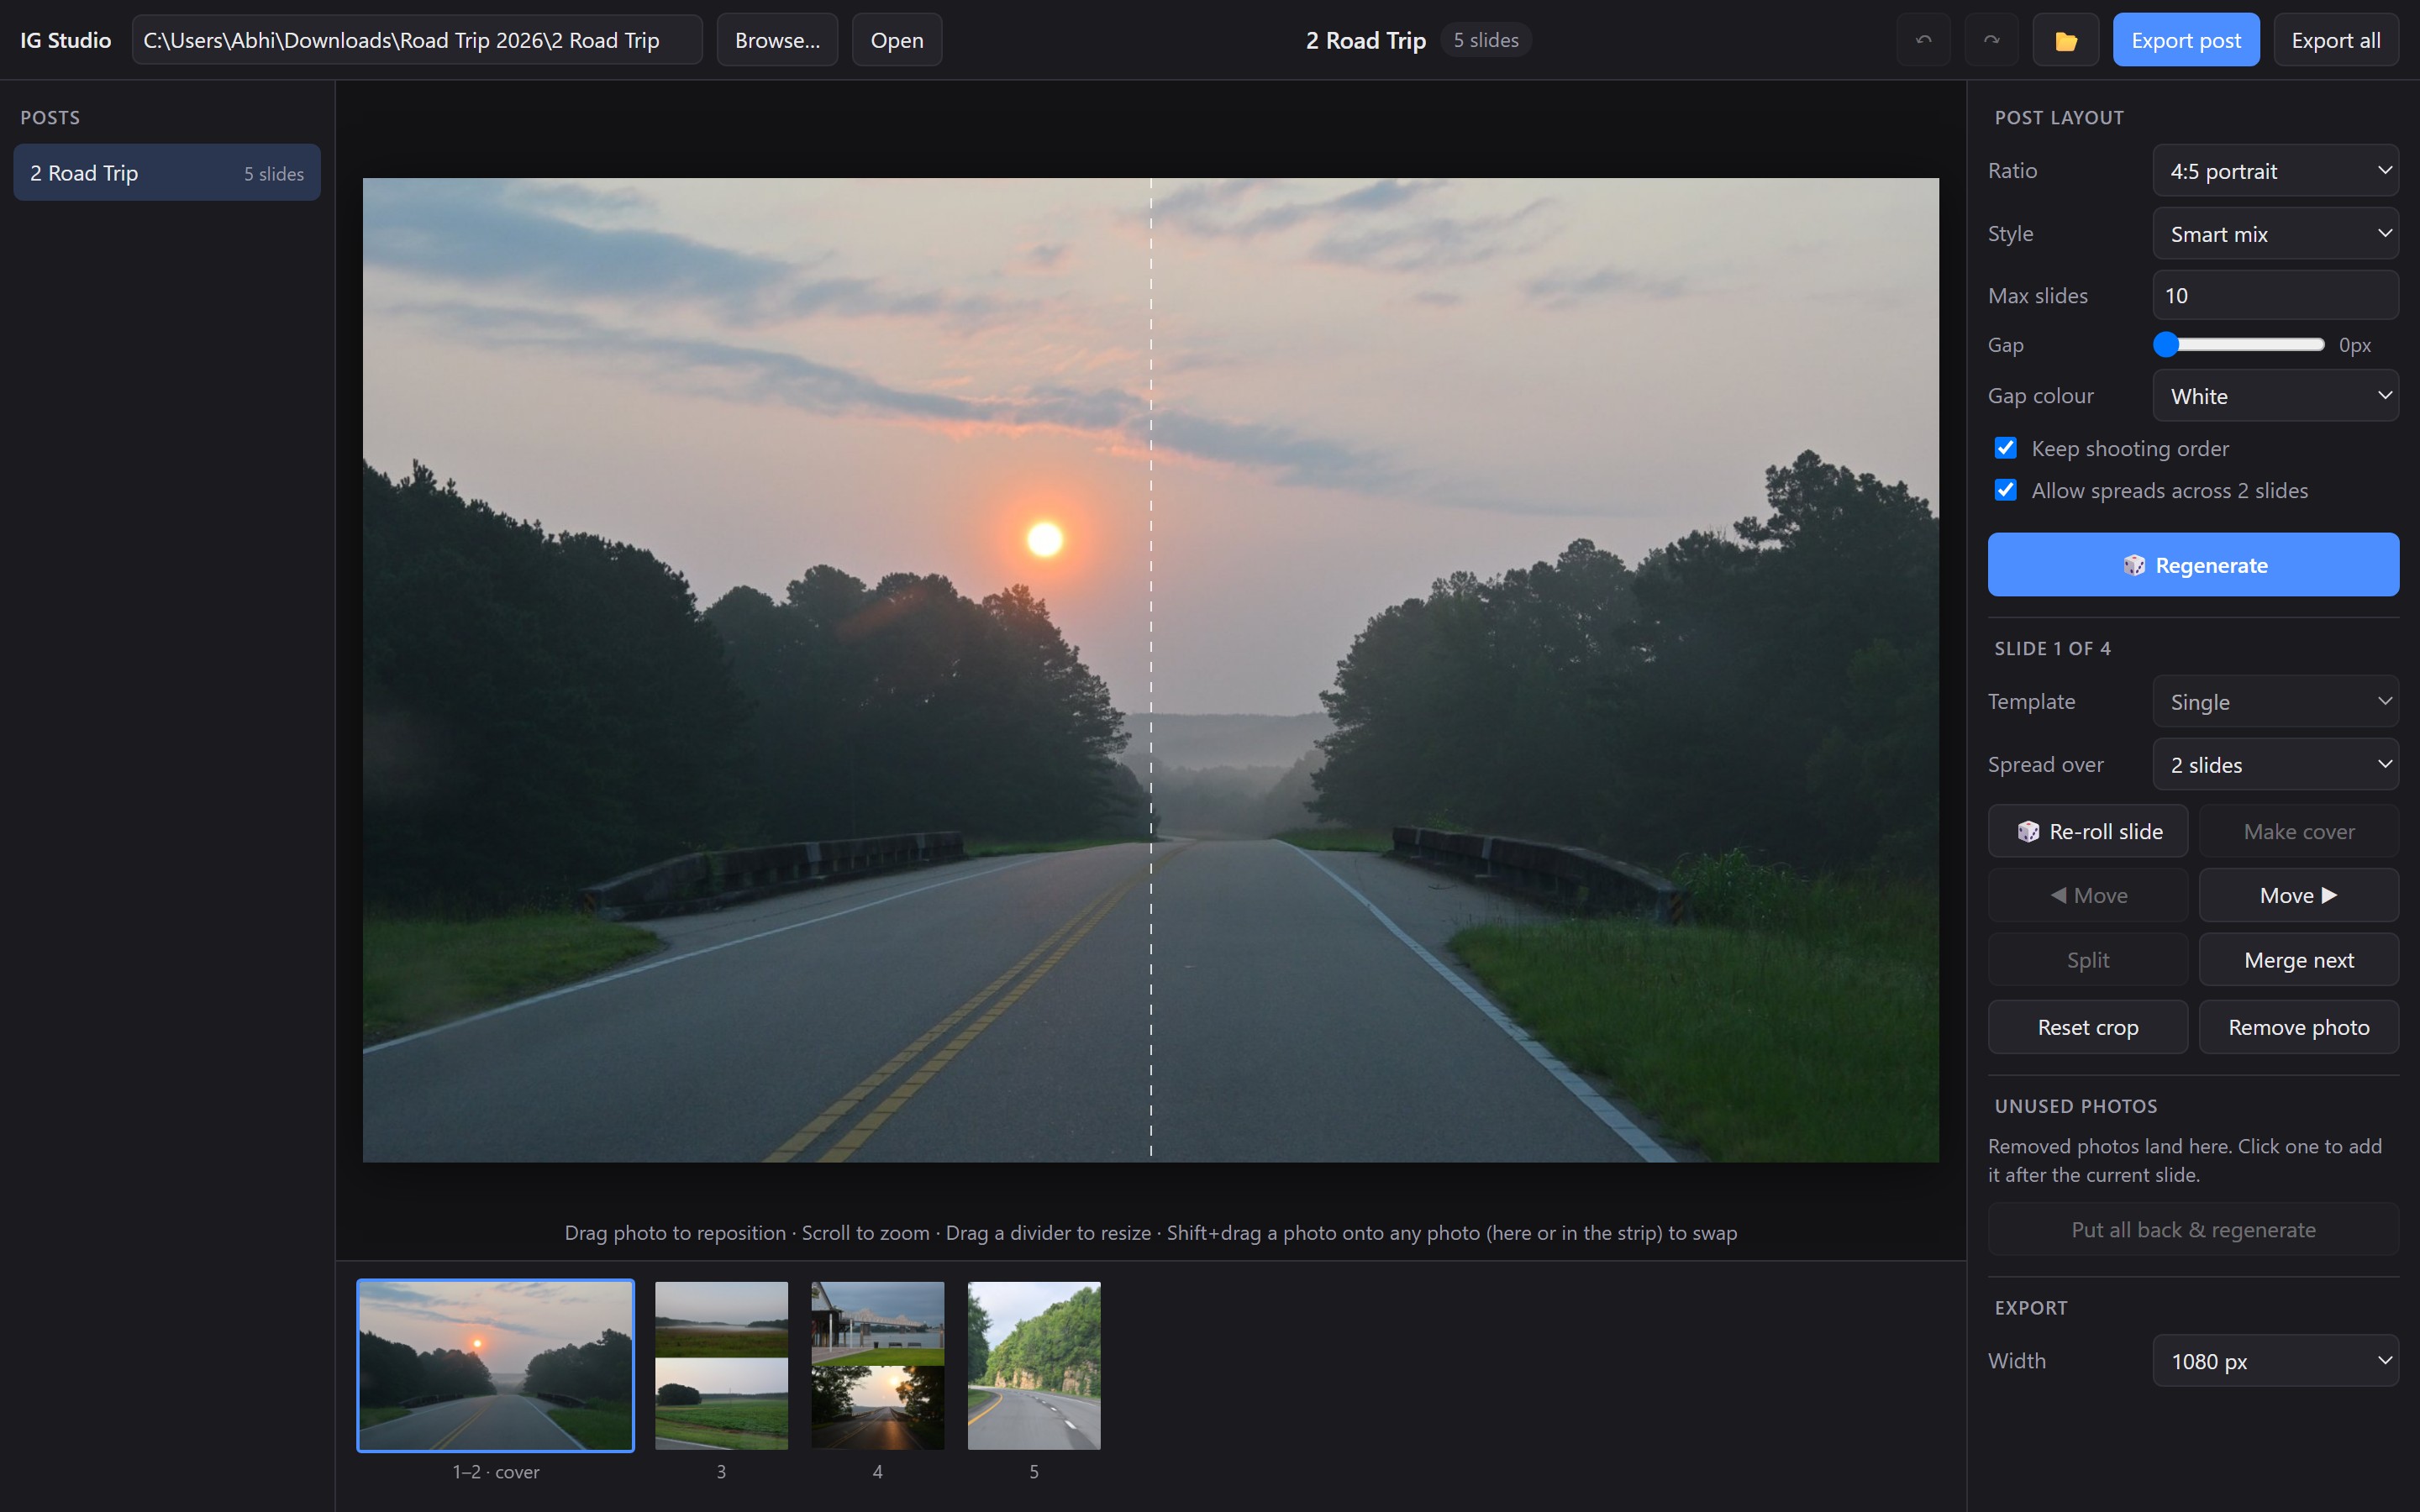 IG Studio
C:\Users\Abhi\Downloads\Road Trip 2026\2 Road Trip
Browse...
Open
2 Road Trip
5 slides
Export post
Export all
POSTS
2 Road Trip
5 slides
Drag photo to reposition · Scroll to zoom · Drag a divider to resize · Shift+drag a photo onto any photo (here or in the strip) to swap
1–2 · cover
3
4
5
POST LAYOUT
Ratio
4:5 portrait
Style
Smart mix
Max slides
10
Gap
0px
Gap colour
White
Keep shooting order
Allow spreads across 2 slides
Regenerate
SLIDE 1 OF 4
Template
Single
Spread over
2 slides
Re-roll slide
Make cover
◀ Move
Move ▶
Split
Merge next
Reset crop
Remove photo
UNUSED PHOTOS
Removed photos land here. Click one to add
it after the current slide.
Put all back & regenerate
EXPORT
Width
1080 px